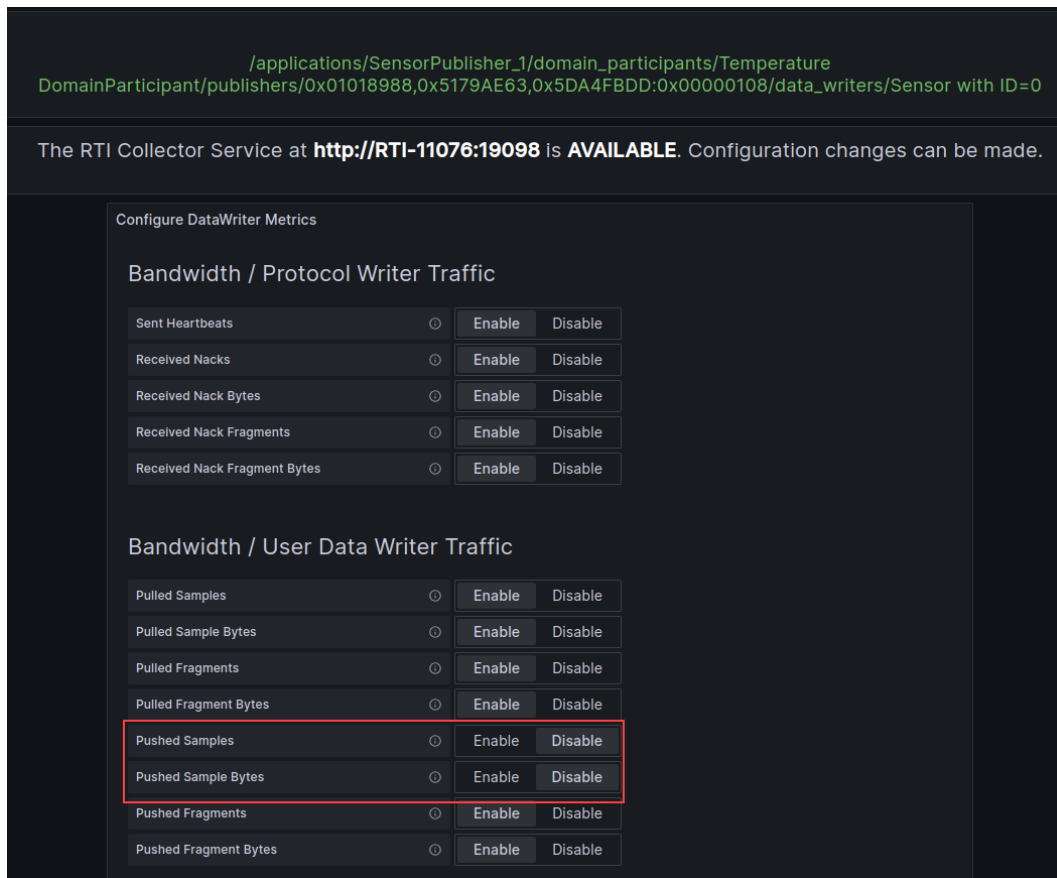 /applications/SensorPublisher_1/domain_participants/Temperature
DomainParticipant/publishers/0x01018988,0x5179AE63,0x5DA4FBDD:0x00000108/data_writers/Sensor with ID=0
The RTI Collector Service at http://RTI-11076:19098 is AVAILABLE. Configuration changes can be made.
Configure DataWriter Metrics
Bandwidth / Protocol Writer Traffic
Sent Heartbeats Enable Disable
Received Nacks Enable Disable
Received Nack Bytes Enable Disable
Received Nack Fragments Enable Disable
Received Nack Fragment Bytes Enable Disable
Bandwidth / User Data Writer Traffic
Pulled Samples Enable Disable
Pulled Sample Bytes Enable Disable
Pulled Fragments Enable Disable
Pulled Fragment Bytes Enable Disable
Pushed Samples Enable Disable
Pushed Sample Bytes Enable Disable
Pushed Fragments Enable Disable
Pushed Fragment Bytes Enable Disable